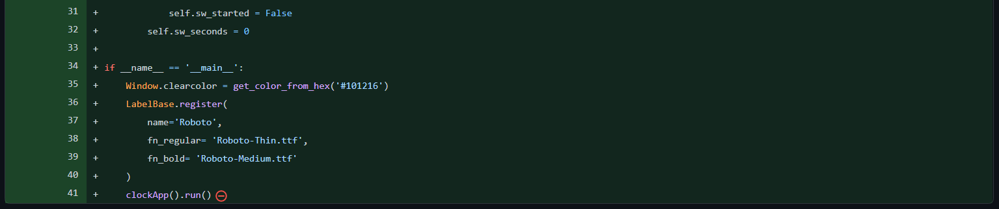 31 +             self.sw_started = False
32 +         self.sw_seconds = 0
33 +
34 + if __name__ == '__main__':
35 +     Window.clearcolor = get_color_from_hex('#101216')
36 +     LabelBase.register(
37 +         name='Roboto',
38 +         fn_regular= 'Roboto-Thin.ttf',
39 +         fn_bold= 'Roboto-Medium.ttf'
40 +     )
41 +     clockApp().run()